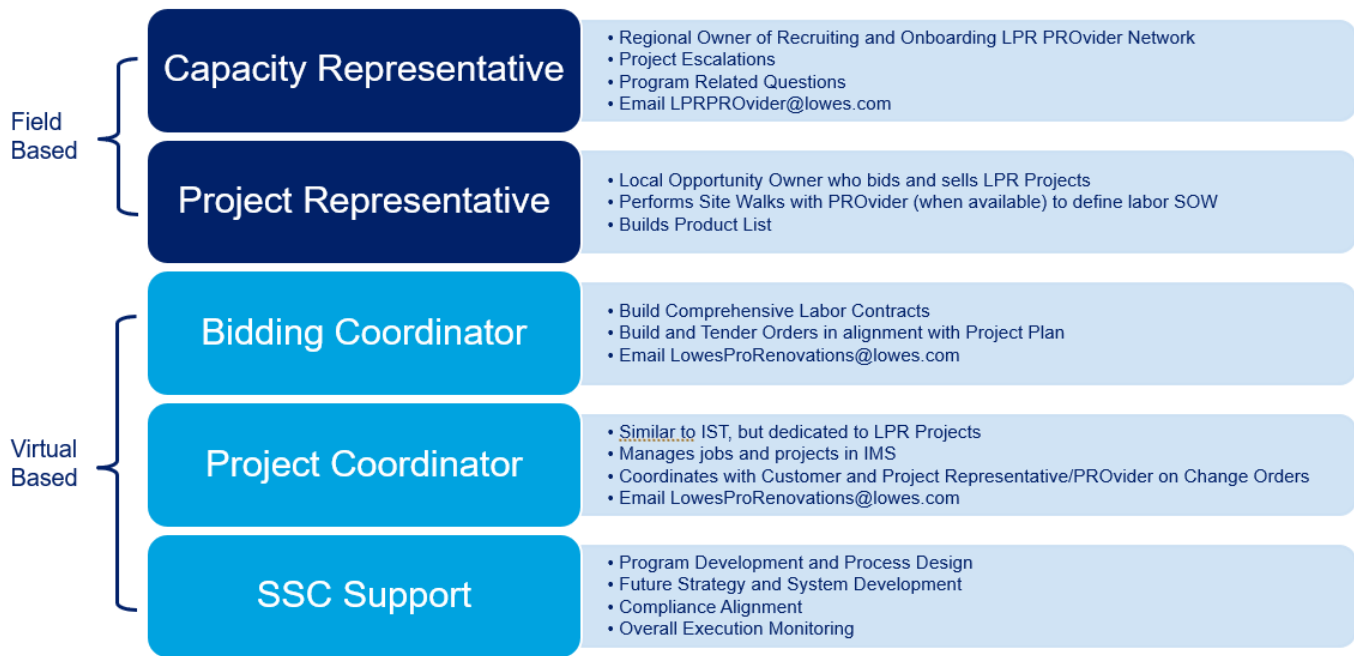 Field
Based
Capacity Representative
• Regional Owner of Recruiting and Onboarding LPR PROvider Network
• Project Escalations
• Program Related Questions
• Email LPRPROvider@lowes.com
Project Representative
• Local Opportunity Owner who bids and sells LPR Projects
• Performs Site Walks with PROvider (when available) to define labor SOW
• Builds Product List
Virtual
Based
Bidding Coordinator
• Build Comprehensive Labor Contracts
• Build and Tender Orders in alignment with Project Plan
• Email LowesProRenovations@lowes.com
Project Coordinator
• Similar to IST, but dedicated to LPR Projects
• Manages jobs and projects in IMS
• Coordinates with Customer and Project Representative/PROvider on Change Orders
• Email LowesProRenovations@lowes.com
SSC Support
• Program Development and Process Design
• Future Strategy and System Development
• Compliance Alignment
• Overall Execution Monitoring